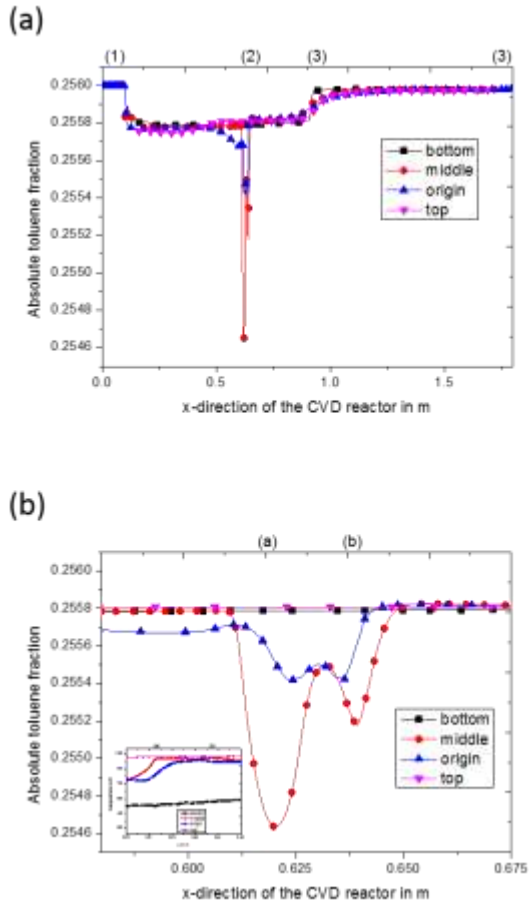 (a)
(1) (2) (3) (3)
0.2560
0.2558
0.2556
0.2554
0.2552
0.2550
0.2548
0.2546
Absolute toluene fraction
bottom
middle
origin
top
0.0 0.5 1.0 1.5
x-direction of the CVD reactor in m
(b)
(a) (b)
0.2560
0.2558
0.2556
0.2554
0.2552
0.2550
0.2548
0.2546
Absolute toluene fraction
bottom
middle
origin
top
0.600 0.625 0.650 0.675
x-direction of the CVD reactor in m